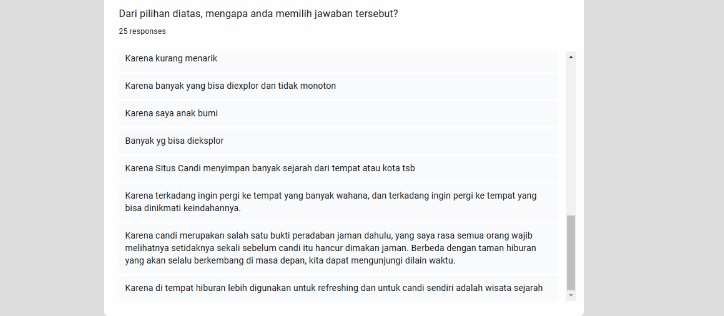 Dari pilihan diatas, mengapa anda memilih jawaban tersebut?
25 responses
Karena kurang menarik
Karena banyak yang bisa diexplor dan tidak monoton
Karena saya anak bumi
Banyak yg bisa dieksplor
Karena Situs Candi menyimpan banyak sejarah dari tempat atau kota tsb
Karena terkadang ingin pergi ke tempat yang banyak wahana, dan terkadang ingin pergi ke tempat yang
bisa dinikmati keindahannya.
Karena candi merupakan salah satu bukti peradaban jaman dahulu, yang saya rasa semua orang wajib
melihatnya setidaknya sekali sebelum candi itu hancur dimakan jaman. Berbeda dengan taman hiburan
yang akan selalu berkembang di masa depan, kita dapat mengunjungi dilain waktu.
Karena di tempat hiburan lebih digunakan untuk refreshing dan untuk candi sendiri adalah wisata sejarah